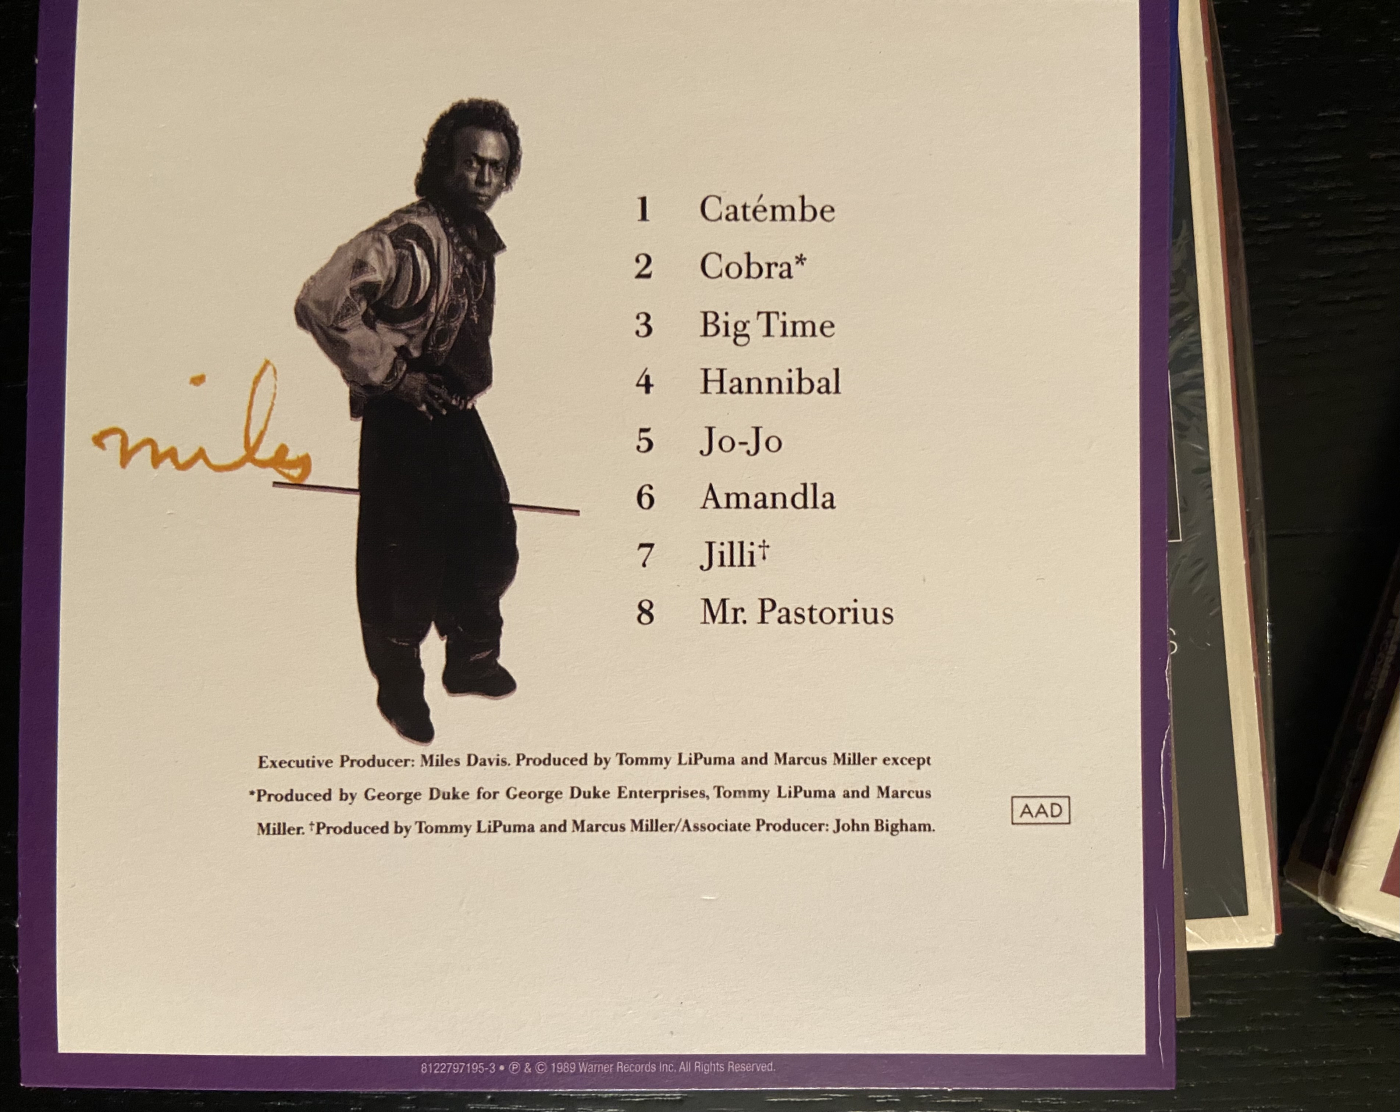 miles
1 Catémbe
2 Cobra*
3 Big Time
4 Hannibal
5 Jo-Jo
6 Amandla
7 Jilli†
8 Mr. Pastorius
Executive Producer: Miles Davis. Produced by Tommy LiPuma and Marcus Miller except
*Produced by George Duke for George Duke Enterprises, Tommy LiPuma and Marcus
Miller. †Produced by Tommy LiPuma and Marcus Miller/Associate Producer: John Bigham.
AAD
8122797195-3 • ℗ & © 1989 Warner Records Inc. All Rights Reserved.